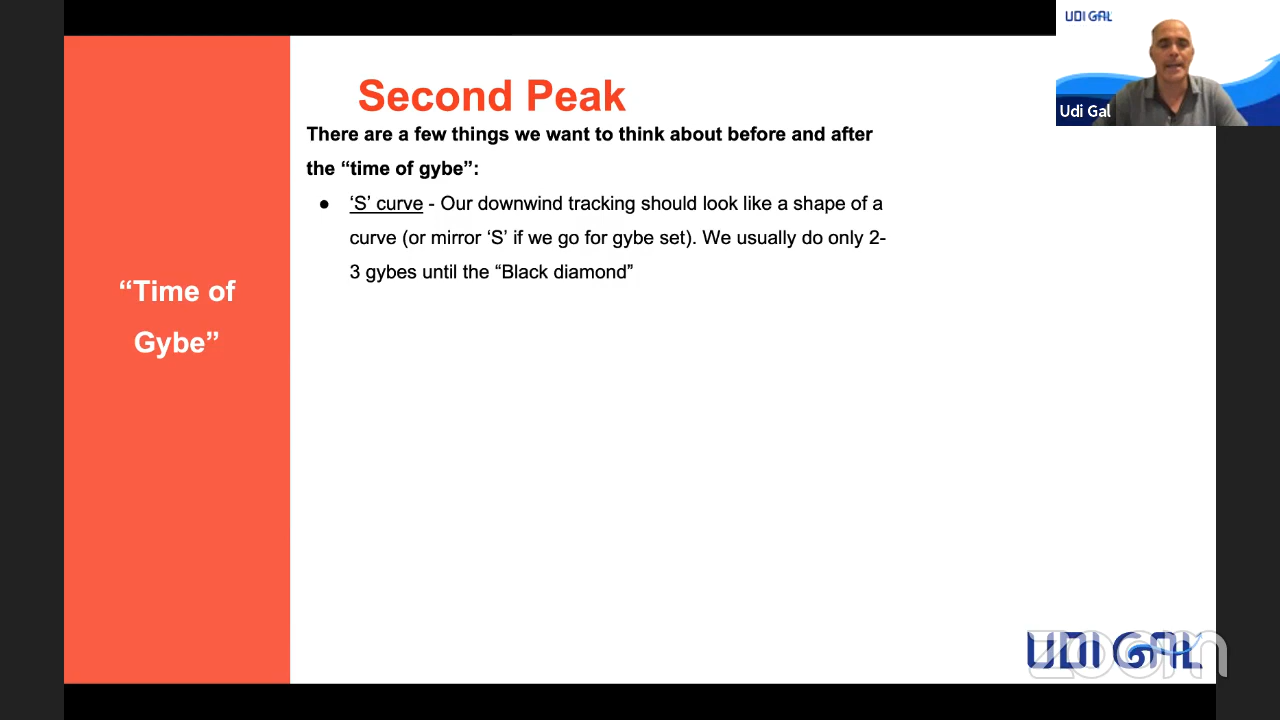 UDI GAL
Udi Gal
Second Peak
There are a few things we want to think about before and after
the “time of gybe”:
● ‘S’ curve - Our downwind tracking should look like a shape of a
curve (or mirror ‘S’ if we go for gybe set). We usually do only 2-
3 gybes until the “Black diamond”
“Time of
Gybe”
UDI GAL
zoom